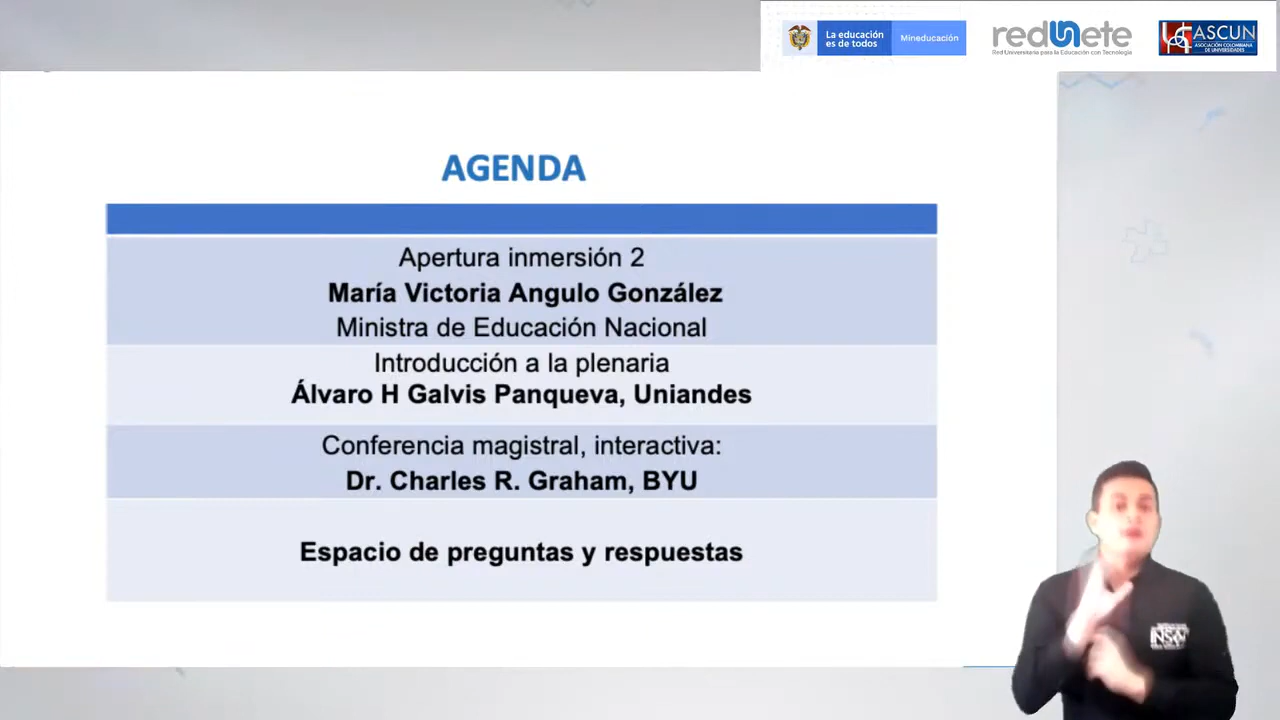 La educación
es de todos
Mineducación
redUnete
Red Universitaria para la Educación con Tecnología
ASCUN
ASOCIACIÓN COLOMBIANA
DE UNIVERSIDADES
AGENDA
Apertura inmersión 2
María Victoria Angulo González
Ministra de Educación Nacional
Introducción a la plenaria
Álvaro H Galvis Panqueva, Uniandes
Conferencia magistral, interactiva:
Dr. Charles R. Graham, BYU
Espacio de preguntas y respuestas